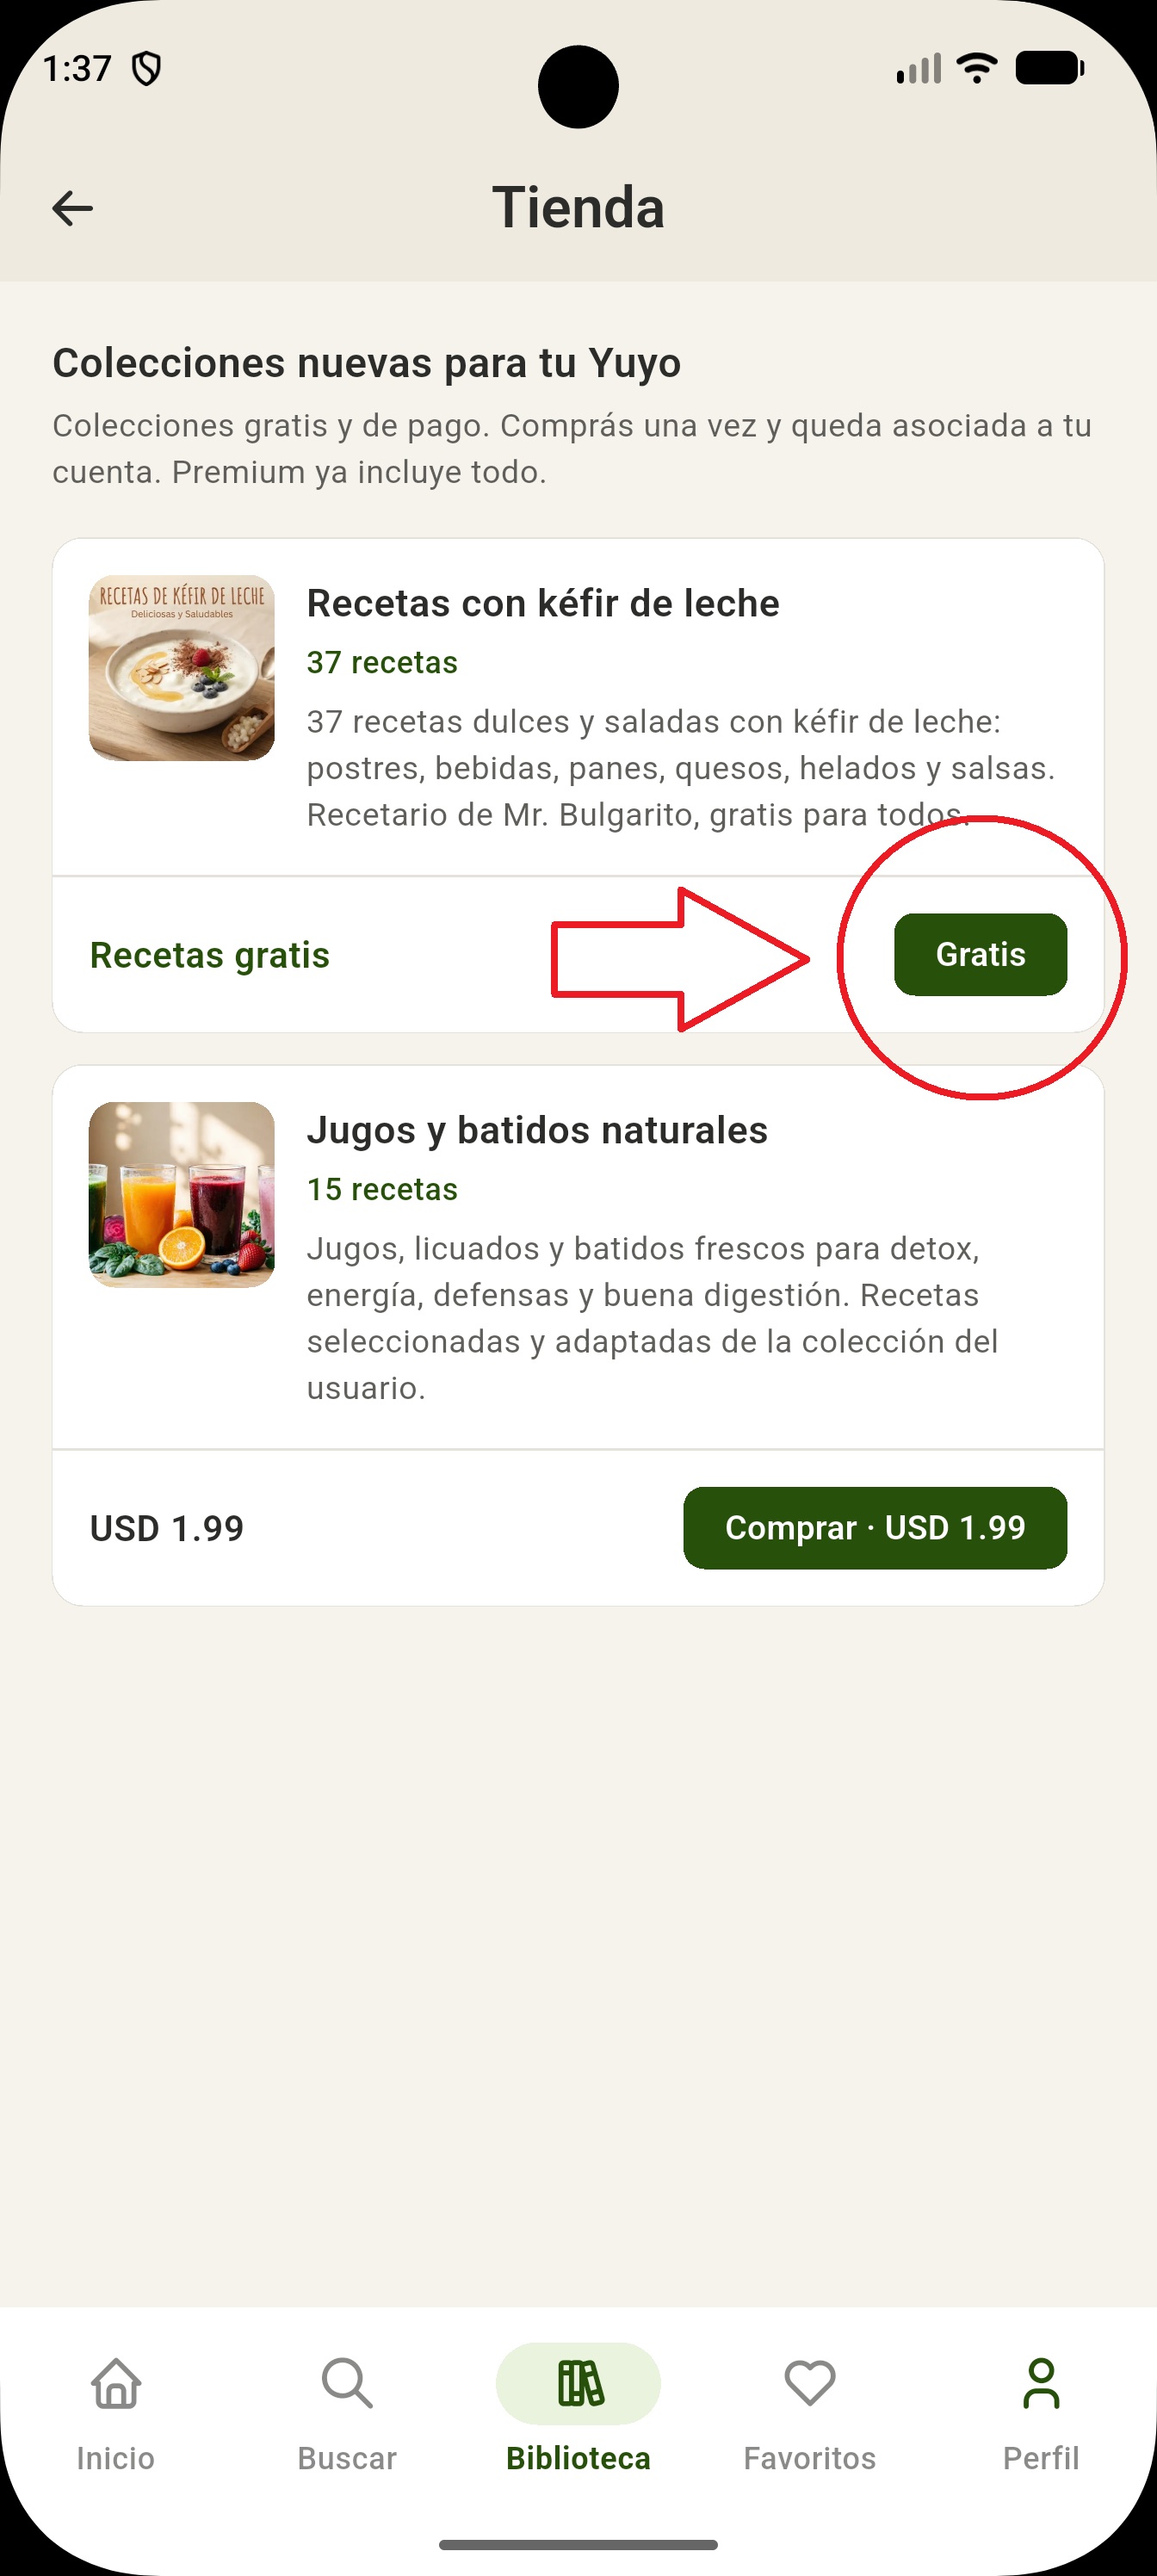 1:37
Tienda
Colecciones nuevas para tu Yuyo
Colecciones gratis y de pago. Comprás una vez y queda asociada a tu
cuenta. Premium ya incluye todo.
RECETAS DE KÉFIR DE LECHE
Deliciosas y Saludables
Recetas con kéfir de leche
37 recetas
37 recetas dulces y saladas con kéfir de leche:
postres, bebidas, panes, quesos, helados y salsas.
Recetario de Mr. Bulgarito, gratis para todos.
Recetas gratis
Gratis
Jugos y batidos naturales
15 recetas
Jugos, licuados y batidos frescos para detox,
energía, defensas y buena digestión. Recetas
seleccionadas y adaptadas de la colección del
usuario.
USD 1.99
Comprar · USD 1.99
Inicio
Buscar
Biblioteca
Favoritos
Perfil